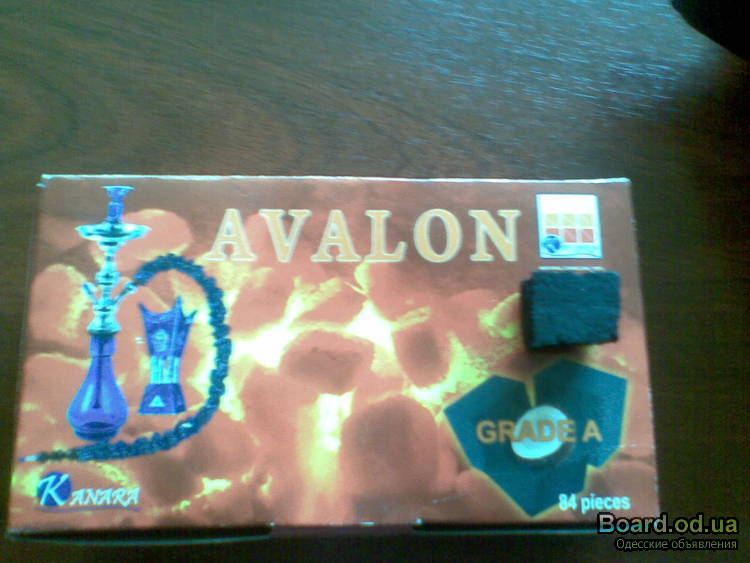 AVALON
GRADE A
KANARA
84 pieces
Board.od.ua
Одесские объявления